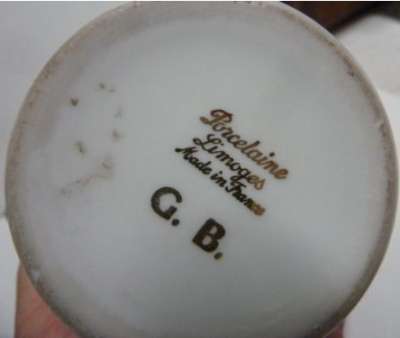 Porcelaine
Limoges
Made in France
G. B.